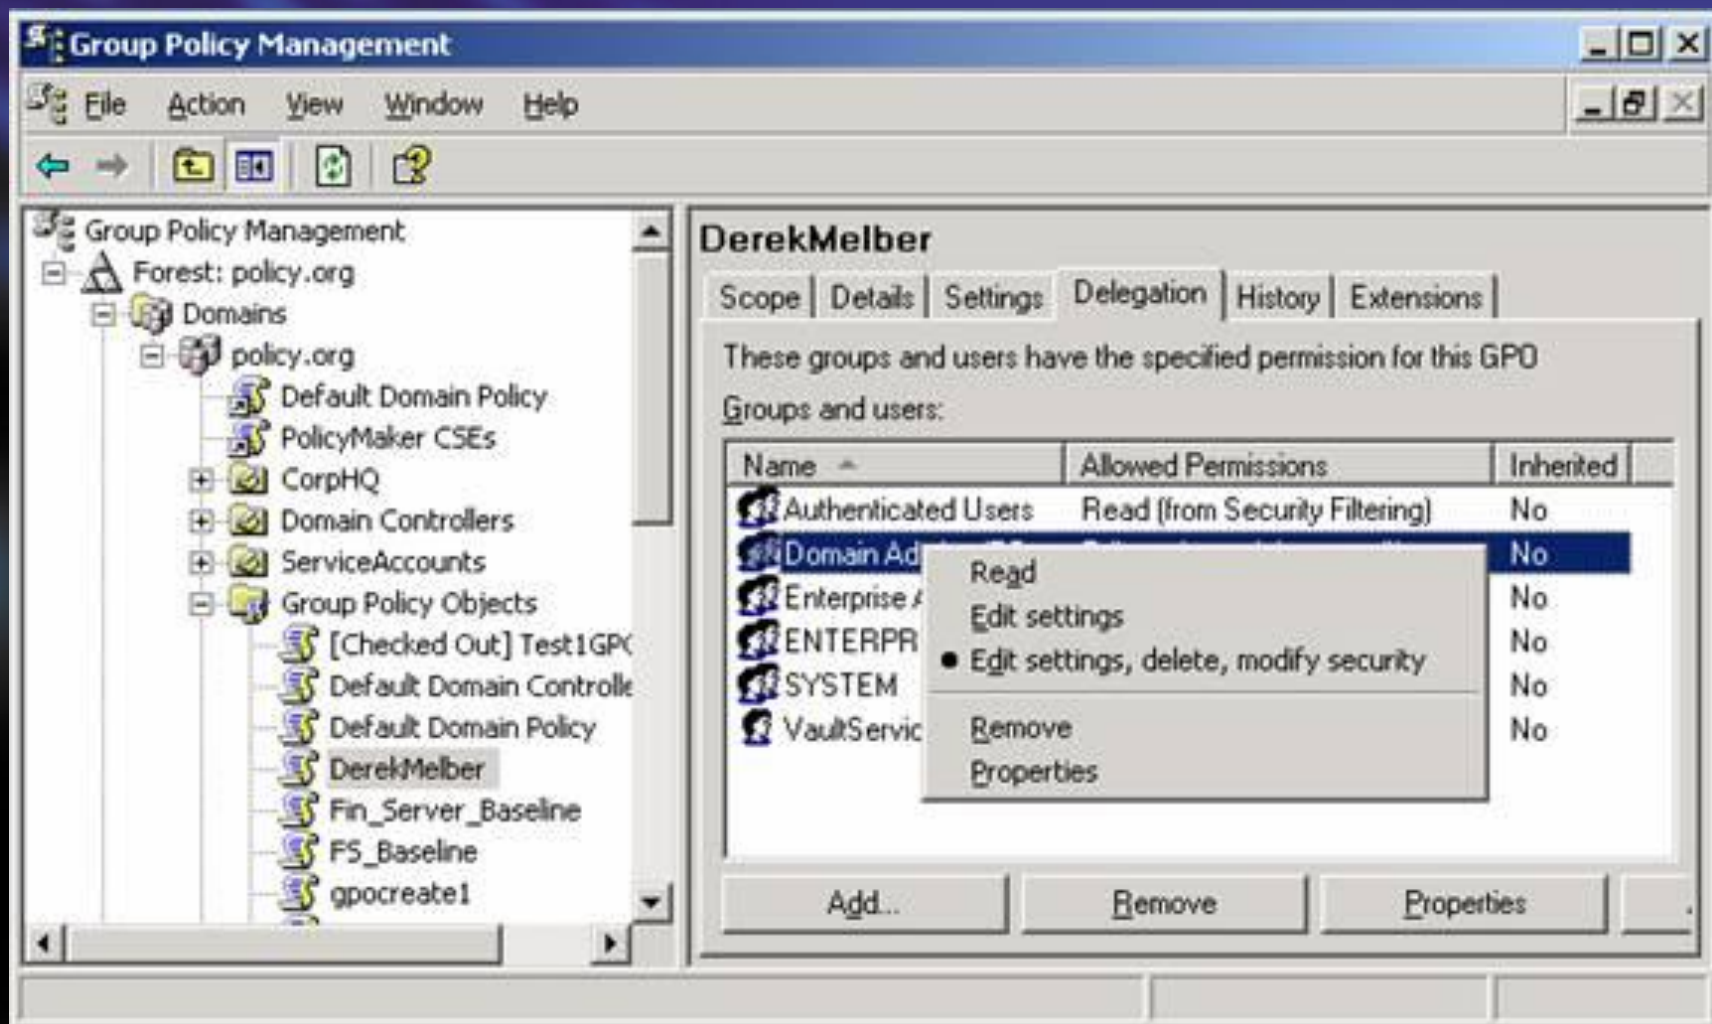 Group Policy Management
File Action View Window Help
Group Policy Management
Forest: policy.org
Domains
policy.org
Default Domain Policy
PolicyMaker CSEs
CorpHQ
Domain Controllers
ServiceAccounts
Group Policy Objects
[Checked Out] Test1GPO
Default Domain Controlle
Default Domain Policy
DerekMelber
Fin_Server_Baseline
FS_Baseline
gpocreate1
DerekMelber
Scope Details Settings Delegation History Extensions
These groups and users have the specified permission for this GPO
Groups and users:
Name Allowed Permissions Inherited
Authenticated Users Read (from Security Filtering) No
Domain Ad No
Enterprise No
ENTERPR No
SYSTEM No
VaultServic No
Read
Edit settings
Edit settings, delete, modify security
Remove
Properties
Add... Remove Properties